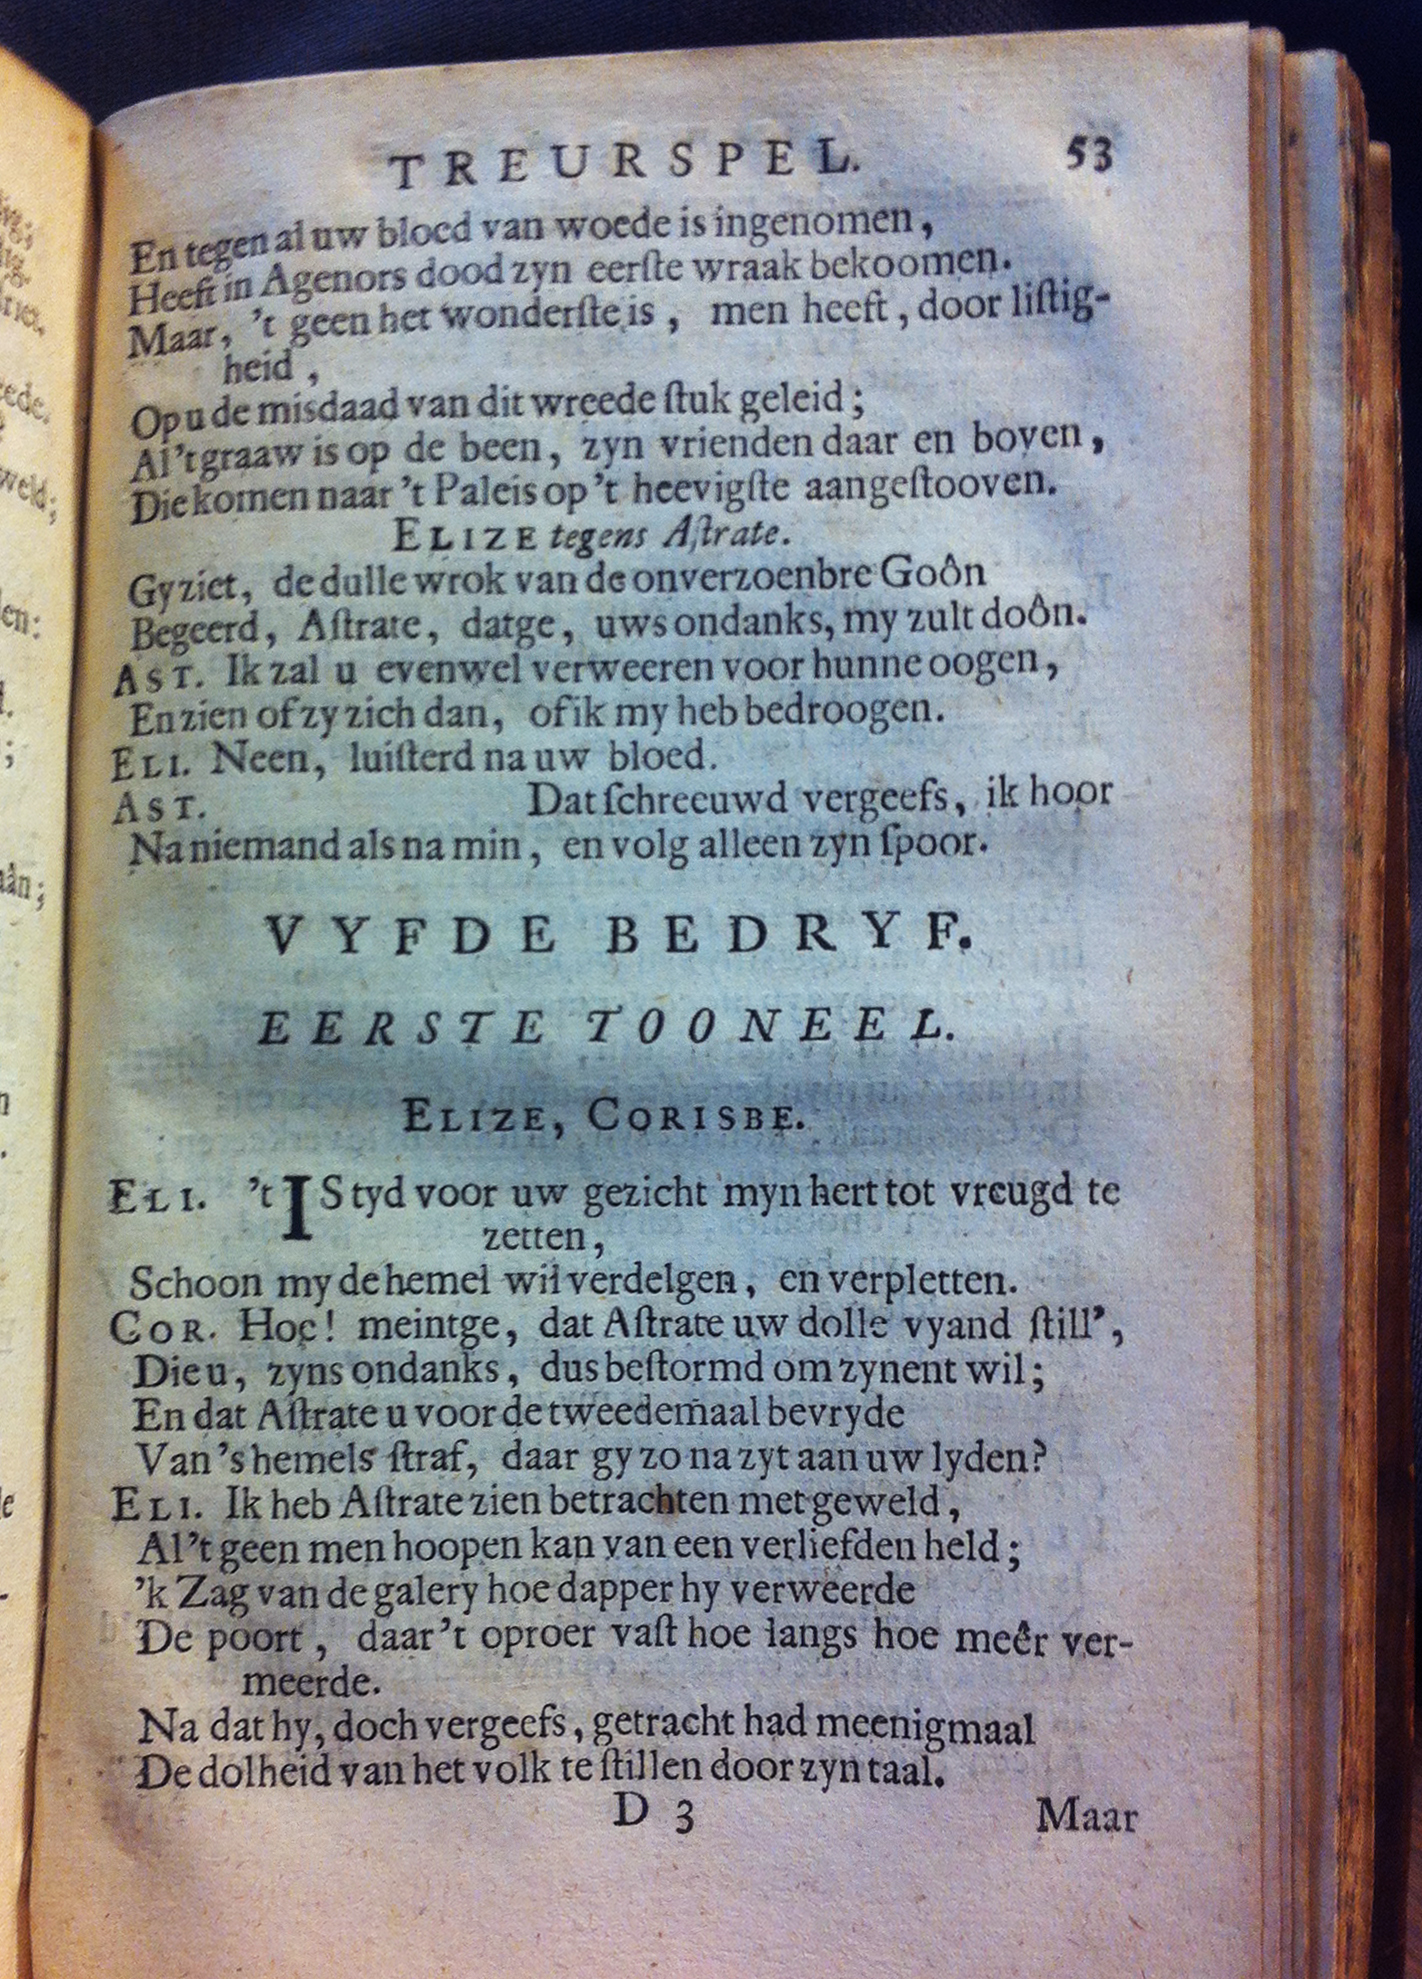 TREURSPEL. 53
En tegen al uw bloed van woede is ingenomen,
Heeft in Agenors dood zyn eerſte wraak bekoomen.
Maar, 't geen het wonderſte is, men heeft, door liſtig-
heid,
Op u de misdaad van dit wreede ſtuk geleid;
Al 't graaw is op de been, zyn vrienden daar en boven,
Die komen naar 't Paleis op 't heevigſte aangeſtooven.
ELIZE tegens Aſtrate.
Gy ziet, de dulle wrok van de onverzoenbre Goôn
Begeerd, Aſtrate, datge, uws ondanks, my zult doôn.
AST. Ik zal u evenwel verweeren voor hunne oogen,
En zien of zy zich dan, of ik my heb bedroogen.
ELI. Neen, luiſterd na uw bloed.
AST. Dat ſchreeuwd vergeefs, ik hoor
Na niemand als na min, en volg alleen zyn ſpoor.
VYFDE BEDRYF.
EERSTE TOONEEL.
ELIZE, CORISBE.
ELI. 't IS tyd voor uw gezicht myn hert tot vreugd te
zetten,
Schoon my de hemel wil verdelgen, en verpletten.
COR. Hoe! meintge, dat Aſtrate uw dolle vyand ſtill',
Die u, zyns ondanks, dus beſtormd om zynent wil;
En dat Aſtrate u voor de tweedemaal bevryde
Van 's hemels ſtraf, daar gy zo na zyt aan uw lyden?
ELI. Ik heb Aſtrate zien betrachten met geweld,
Al 't geen men hoopen kan van een verliefden held;
'k Zag van de galery hoe dapper hy verweerde
De poort, daar 't oproer vaſt hoe langs hoe meêr ver-
meerde.
Na dat hy, doch vergeefs, getracht had meenigmaal
De dolheid van het volk te ſtillen door zyn taal.
D 3 Maar